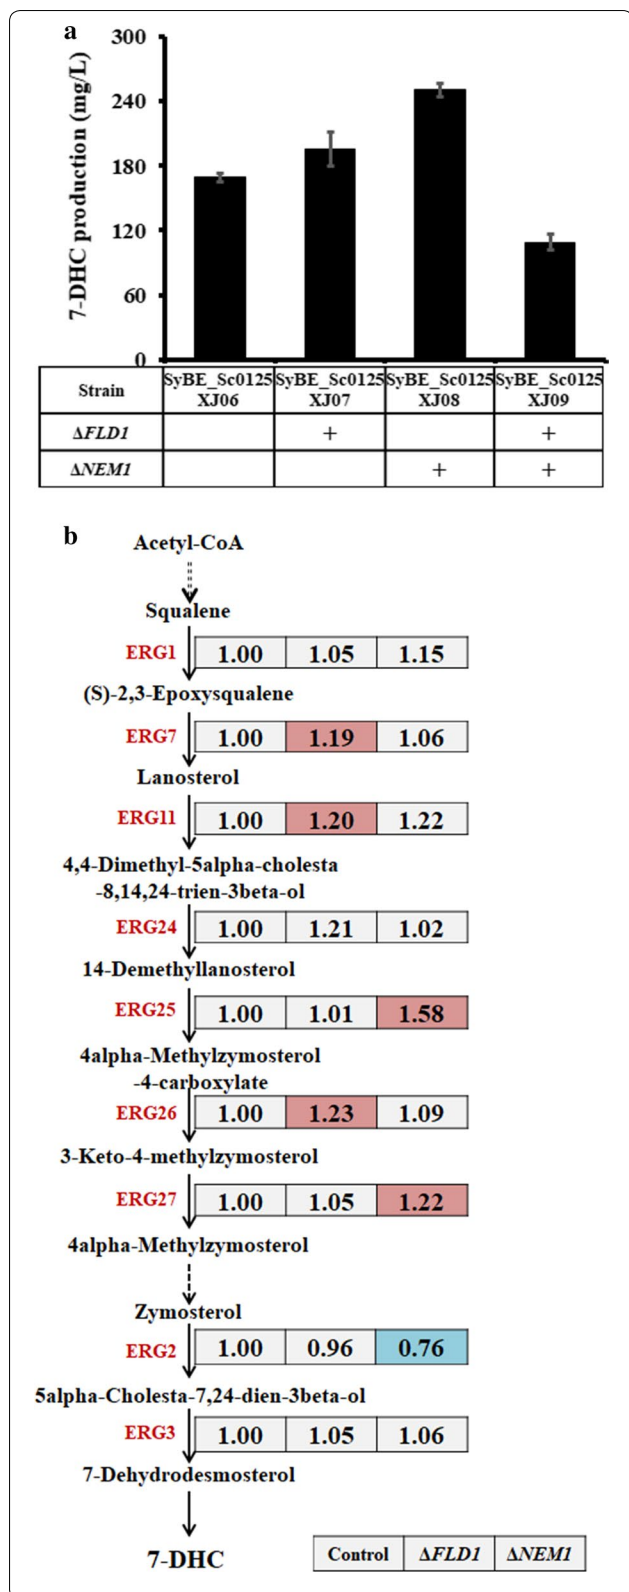 a
7-DHC production (mg/L)
300
240
180
120
60
0
Strain
SyBE_Sc0125
XJ06
SyBE_Sc0125
XJ07
SyBE_Sc0125
XJ08
SyBE_Sc0125
XJ09
ΔFLD1 + +
ΔNEM1 + +
b
Acetyl-CoA
Squalene
ERG1 1.00 1.05 1.15
(S)-2,3-Epoxysqualene
ERG7 1.00 1.19 1.06
Lanosterol
ERG11 1.00 1.20 1.22
4,4-Dimethyl-5alpha-cholesta
-8,14,24-trien-3beta-ol
ERG24 1.00 1.21 1.02
14-Demethyllanosterol
ERG25 1.00 1.01 1.58
4alpha-Methylzymosterol
-4-carboxylate
ERG26 1.00 1.23 1.09
3-Keto-4-methylzymosterol
ERG27 1.00 1.05 1.22
4alpha-Methylzymosterol
Zymosterol
ERG2 1.00 0.96 0.76
5alpha-Cholesta-7,24-dien-3beta-ol
ERG3 1.00 1.05 1.06
7-Dehydrodesmosterol
7-DHC
Control ΔFLD1 ΔNEM1